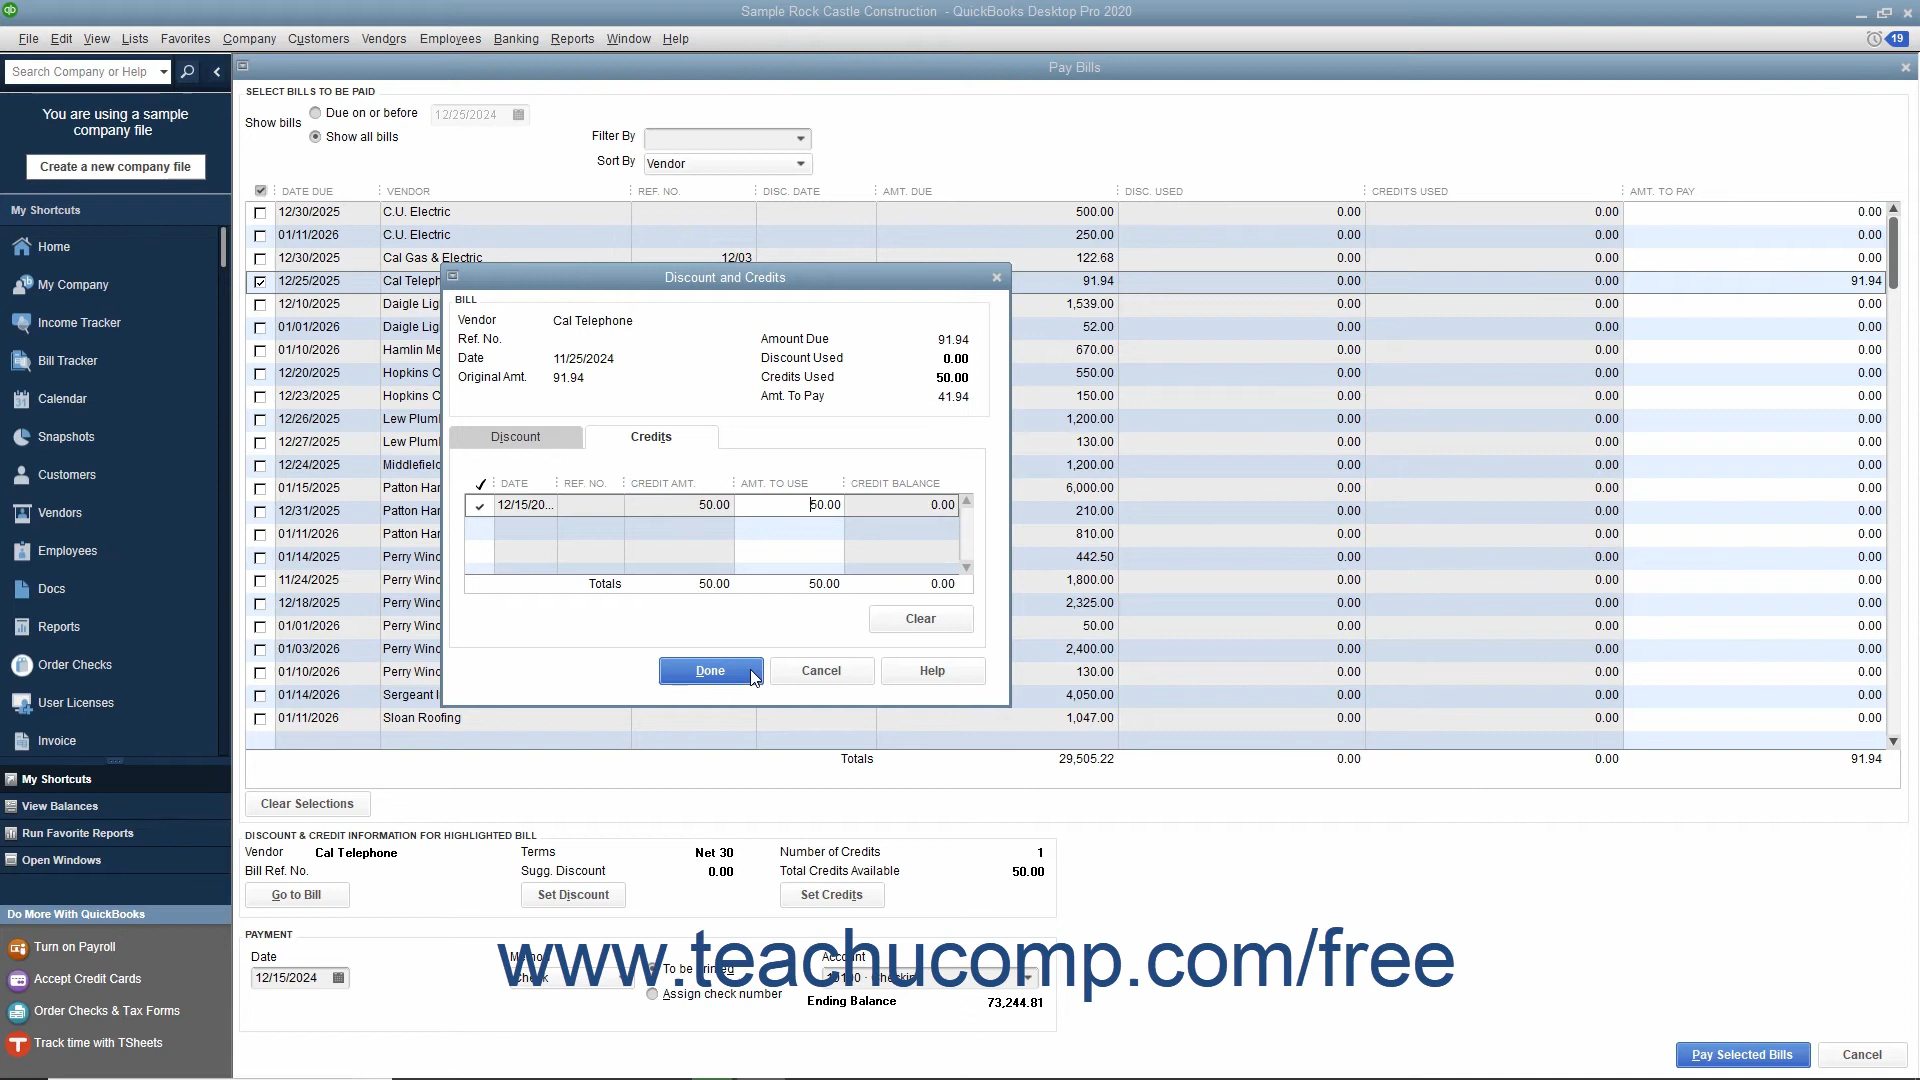 Sample Rock Castle Construction - QuickBooks Desktop Pro 2020
File Edit View Lists Favorites Company Customers Vendors Employees Banking Reports Window Help
19
Search Company or Help
Pay Bills
You are using a sample
company file
Create a new company file
My Shortcuts
Home
My Company
Income Tracker
Bill Tracker
Calendar
Snapshots
Customers
Vendors
Employees
Docs
Reports
Order Checks
User Licenses
Invoice
My Shortcuts
View Balances
Run Favorite Reports
Open Windows
Do More With QuickBooks
Turn on Payroll
Accept Credit Cards
Order Checks & Tax Forms
Track time with TSheets
SELECT BILLS TO BE PAID
Show bills
Due on or before 12/25/2024
Show all bills
Filter By
Sort By Vendor
DATE DUE VENDOR REF. NO. DISC. DATE AMT. DUE DISC. USED CREDITS USED AMT. TO PAY
12/30/2025 C.U. Electric 500.00 0.00 0.00 0.00
01/11/2026 C.U. Electric 250.00 0.00 0.00 0.00
12/30/2025 Cal Gas & Electric 12/03 122.68 0.00 0.00 0.00
12/25/2025 Cal Teleph 91.94 0.00 0.00 91.94
12/10/2025 Daigle Lig 1,539.00 0.00 0.00 0.00
01/01/2026 Daigle Lig 52.00 0.00 0.00 0.00
01/10/2026 Hamlin Me 670.00 0.00 0.00 0.00
12/20/2025 Hopkins C 550.00 0.00 0.00 0.00
12/23/2025 Hopkins C 150.00 0.00 0.00 0.00
12/26/2025 Lew Plum 1,200.00 0.00 0.00 0.00
12/27/2025 Lew Plum 130.00 0.00 0.00 0.00
12/24/2025 Middlefield 1,200.00 0.00 0.00 0.00
01/15/2025 Patton Har 6,000.00 0.00 0.00 0.00
12/31/2025 Patton Har 210.00 0.00 0.00 0.00
01/11/2026 Patton Har 810.00 0.00 0.00 0.00
01/14/2025 Perry Winc 442.50 0.00 0.00 0.00
11/24/2025 Perry Winc 1,800.00 0.00 0.00 0.00
12/18/2025 Perry Winc 2,325.00 0.00 0.00 0.00
01/01/2026 Perry Winc 50.00 0.00 0.00 0.00
01/03/2026 Perry Winc 2,400.00 0.00 0.00 0.00
01/10/2026 Perry Winc 130.00 0.00 0.00 0.00
01/14/2026 Sergeant I 4,050.00 0.00 0.00 0.00
01/11/2026 Sloan Roofing 1,047.00 0.00 0.00 0.00
Totals 29,505.22 0.00 0.00 91.94
Clear Selections
Discount and Credits
BILL
Vendor Cal Telephone
Ref. No. Amount Due 91.94
Date 11/25/2024 Discount Used 0.00
Original Amt. 91.94 Credits Used 50.00
Amt. To Pay 41.94
Discount Credits
DATE REF. NO. CREDIT AMT. AMT. TO USE CREDIT BALANCE
12/15/20... 50.00 50.00 0.00
Totals 50.00 50.00 0.00
Clear
Done Cancel Help
DISCOUNT & CREDIT INFORMATION FOR HIGHLIGHTED BILL
Vendor Cal Telephone Terms Net 30 Number of Credits 1
Bill Ref. No. Sugg. Discount 0.00 Total Credits Available 50.00
Go to Bill Set Discount Set Credits
PAYMENT
Date Method Account
12/15/2024 Check To be printed 10100 · Checking
Assign check number Ending Balance 73,244.81
www.teachucomp.com/free
Pay Selected Bills Cancel